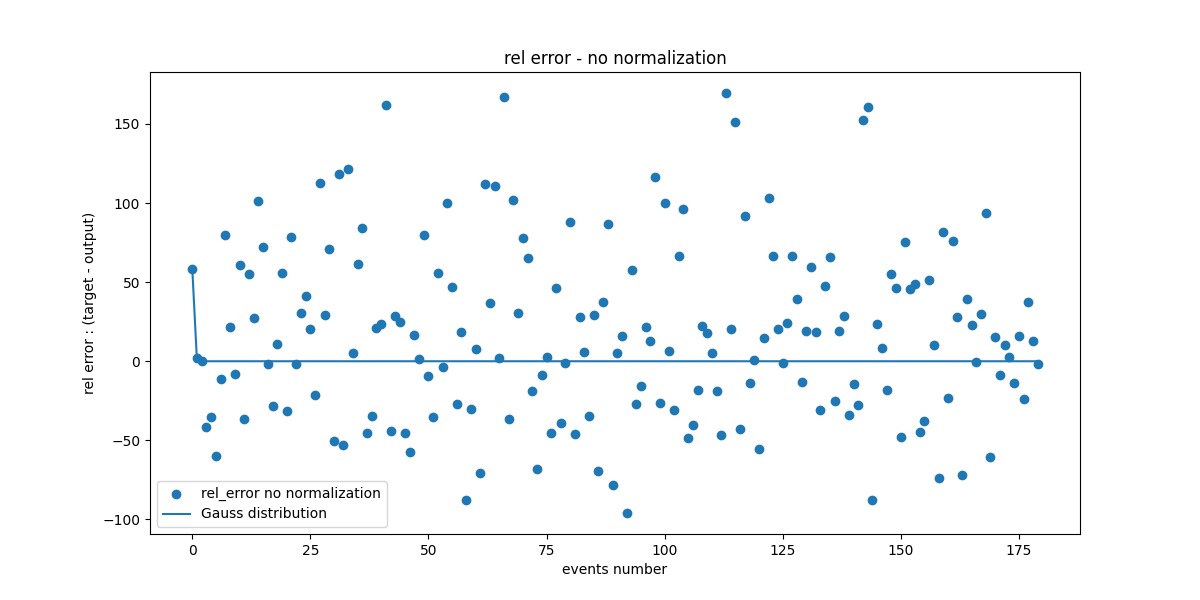 rel error - no normalization
rel error : (target - output)
150
100
50
0
−50
−100
rel_error no normalization
Gauss distribution
0
25
50
75
100
125
150
175
events number